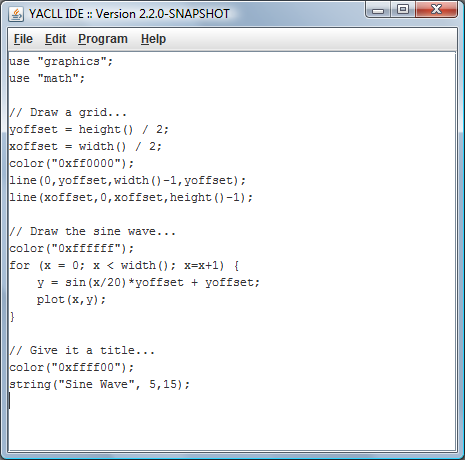 YACLL IDE :: Version 2.2.0-SNAPSHOT
File Edit Program Help
use "graphics";
use "math";
// Draw a grid...
yoffset = height() / 2;
xoffset = width() / 2;
color("0xff0000");
line(0,yoffset,width()-1,yoffset);
line(xoffset,0,xoffset,height()-1);
// Draw the sine wave...
color("0xffffff");
for (x = 0; x < width(); x=x+1) {
    y = sin(x/20)*yoffset + yoffset;
    plot(x,y);
}
// Give it a title...
color("0xffff00");
string("Sine Wave", 5,15);